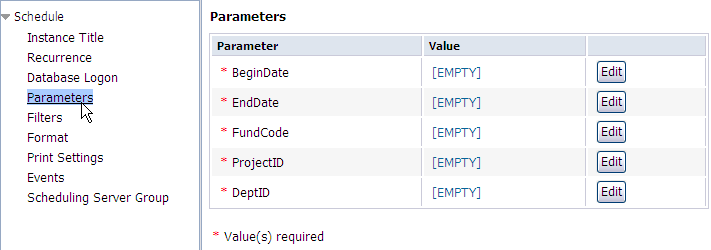 Schedule
Instance Title
Recurrence
Database Logon
Parameters
Filters
Format
Print Settings
Events
Scheduling Server Group
Parameters
Parameter Value
* BeginDate [EMPTY] Edit
* EndDate [EMPTY] Edit
* FundCode [EMPTY] Edit
* ProjectID [EMPTY] Edit
* DeptID [EMPTY] Edit
* Value(s) required